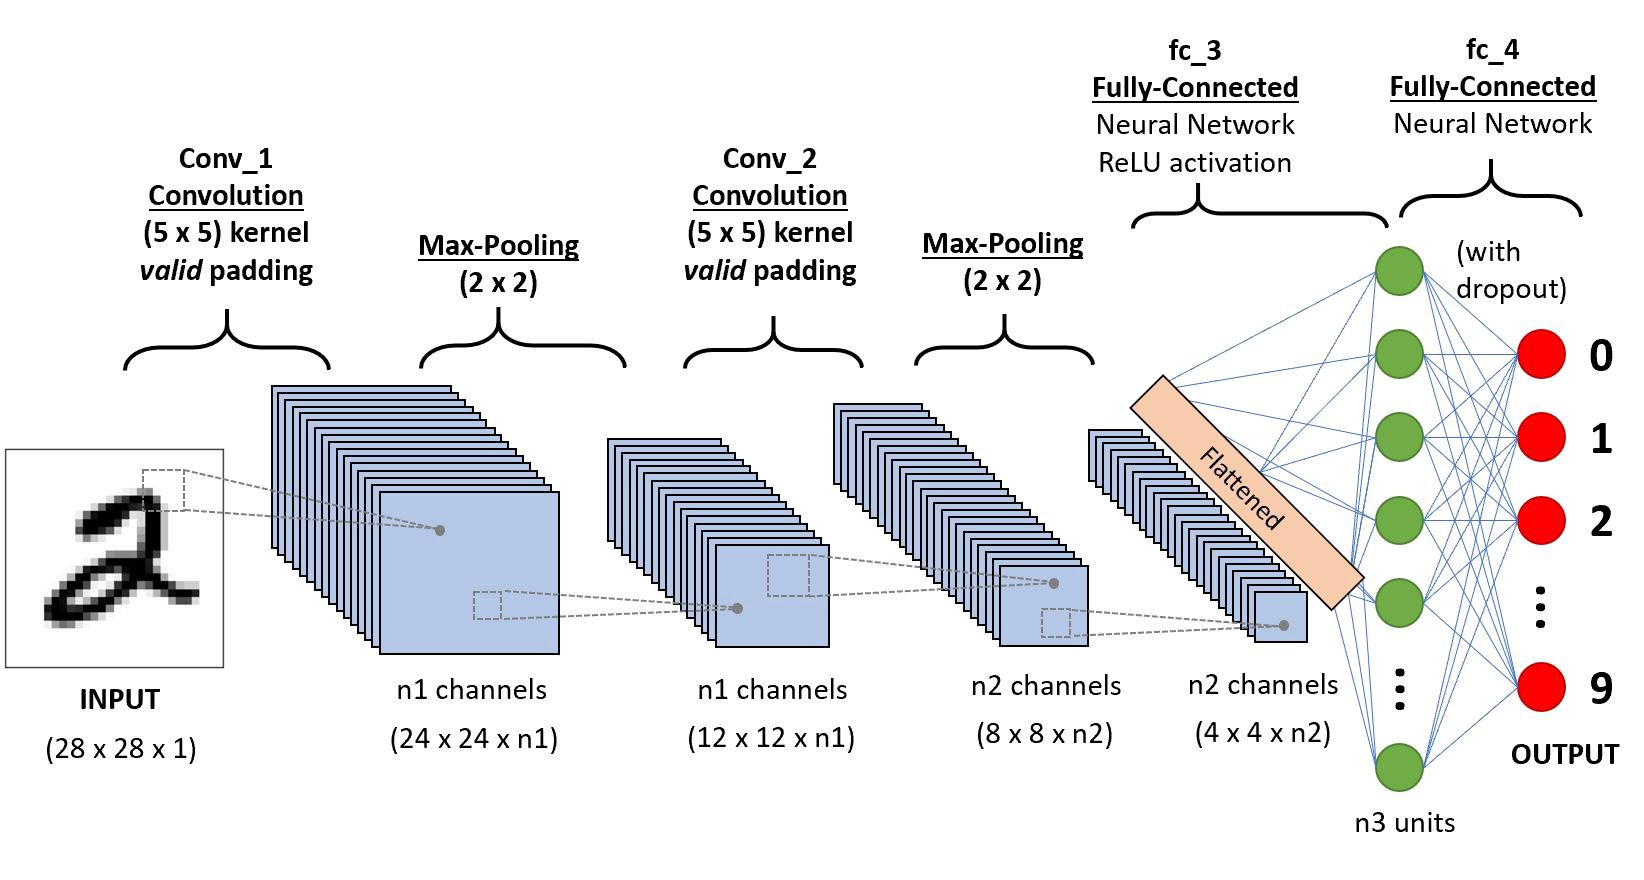 Conv_1
Convolution
(5 x 5) kernel
valid padding
Max-Pooling
(2 x 2)
Conv_2
Convolution
(5 x 5) kernel
valid padding
Max-Pooling
(2 x 2)
fc_3
Fully-Connected
Neural Network
ReLU activation
fc_4
Fully-Connected
Neural Network
(with
dropout)
Flattened
0
1
2
9
OUTPUT
INPUT
(28 x 28 x 1)
n1 channels
(24 x 24 x n1)
n1 channels
(12 x 12 x n1)
n2 channels
(8 x 8 x n2)
n2 channels
(4 x 4 x n2)
n3 units
2